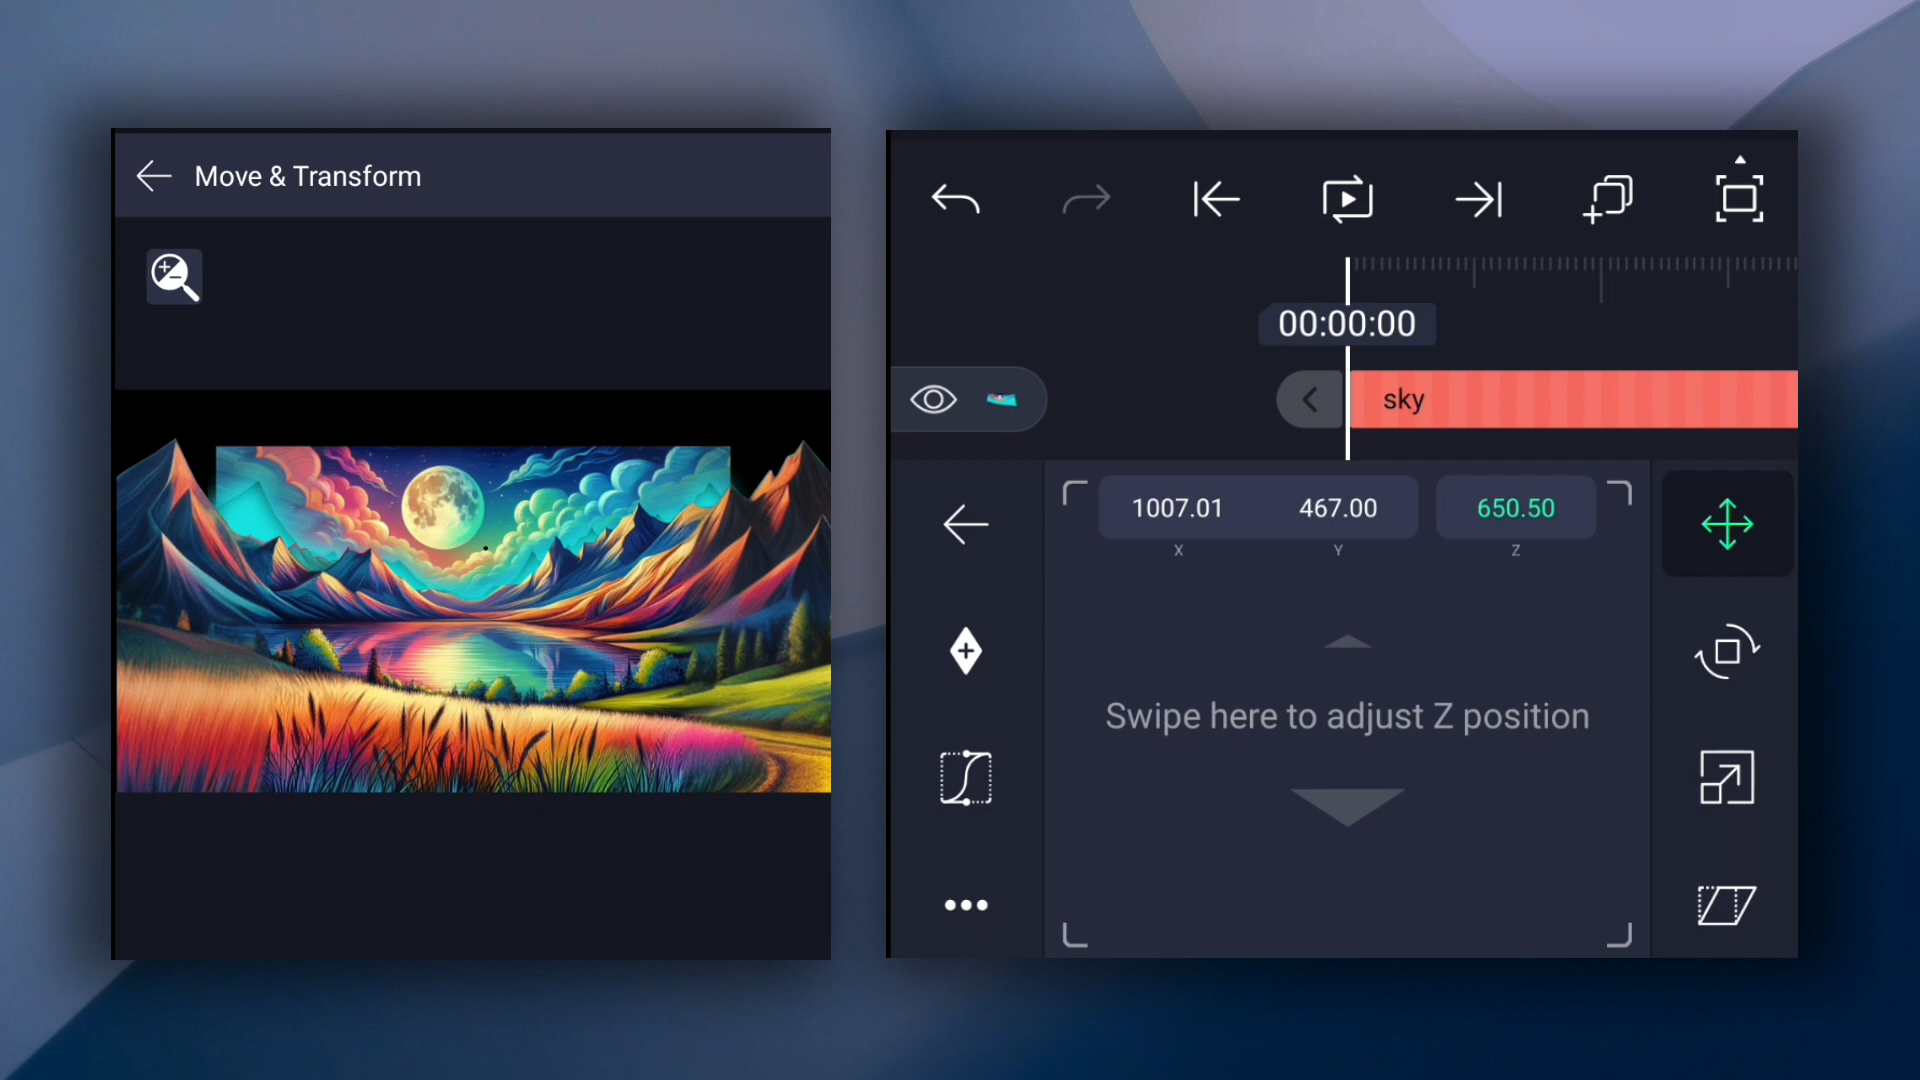 Move & Transform
00:00:00
sky
1007.01 467.00 650.50
X Y Z
Swipe here to adjust Z position